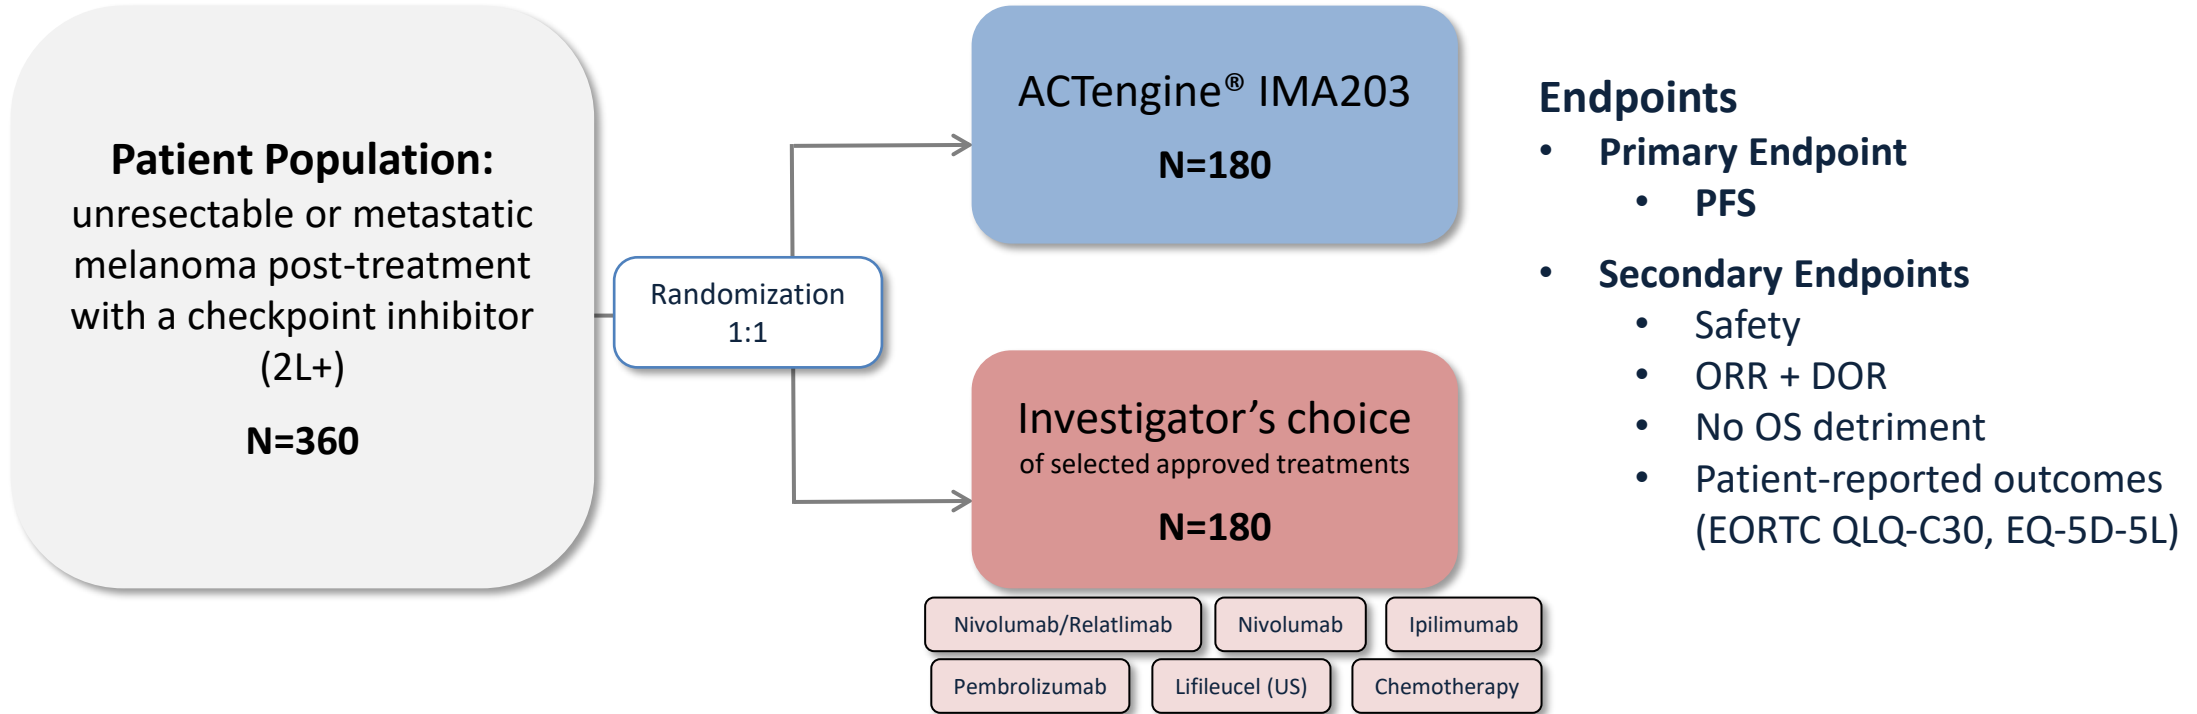 Patient Population:
unresectable or metastatic
melanoma post-treatment
with a checkpoint inhibitor
(2L+)
N=360
Randomization
1:1
ACTengine® IMA203
N=180
Investigator’s choice
of selected approved treatments
N=180
Nivolumab/Relatlimab
Nivolumab
Ipilimumab
Pembrolizumab
Lifileucel (US)
Chemotherapy
Endpoints
• Primary Endpoint
• PFS
• Secondary Endpoints
• Safety
• ORR + DOR
• No OS detriment
• Patient-reported outcomes
(EORTC QLQ-C30, EQ-5D-5L)